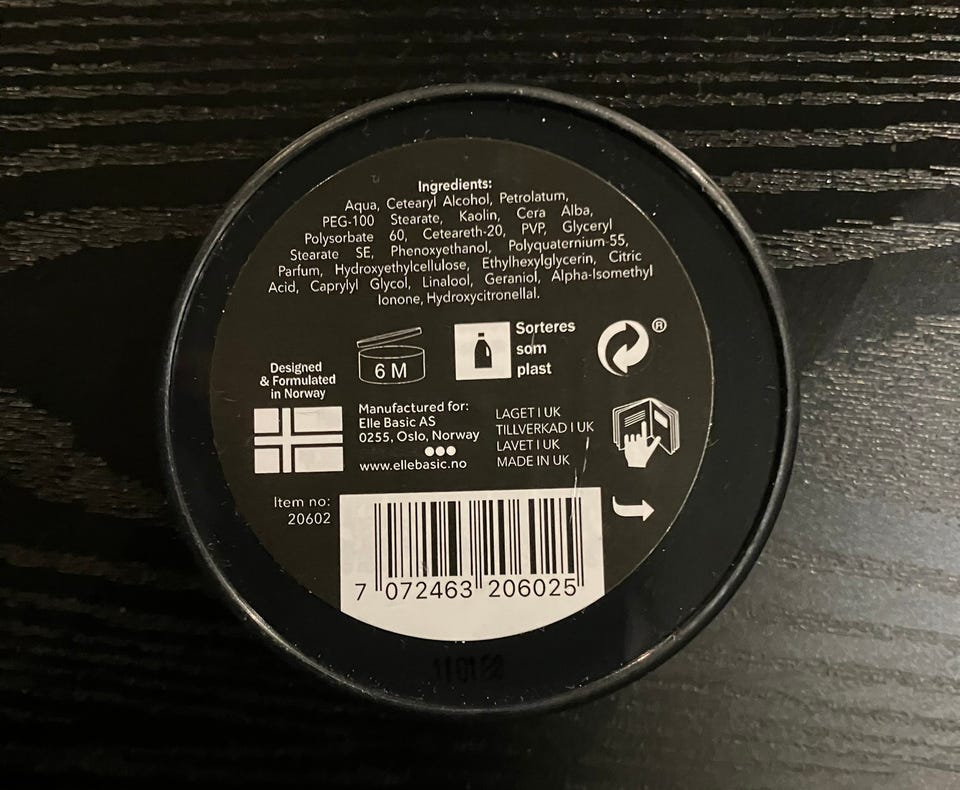 Ingredients:
Aqua, Cetearyl Alcohol, Petrolatum,
PEG-100 Stearate, Kaolin, Cera Alba,
Polysorbate 60, Ceteareth-20, PVP, Glyceryl
Stearate SE, Phenoxyethanol, Polyquaternium-55,
Parfum, Hydroxyethylcellulose, Ethylhexylglycerin, Citric
Acid, Caprylyl Glycol, Linalool, Geraniol, Alpha-Isomethyl
Ionone, Hydroxycitronellal.
6 M
Sorteres
som
plast
®
Designed
& Formulated
in Norway
Manufactured for:
Elle Basic AS
0255, Oslo, Norway
www.ellebasic.no
LAGET I UK
TILLVERKAD I UK
LAVET I UK
MADE IN UK
Item no:
20602
7 072463 206025